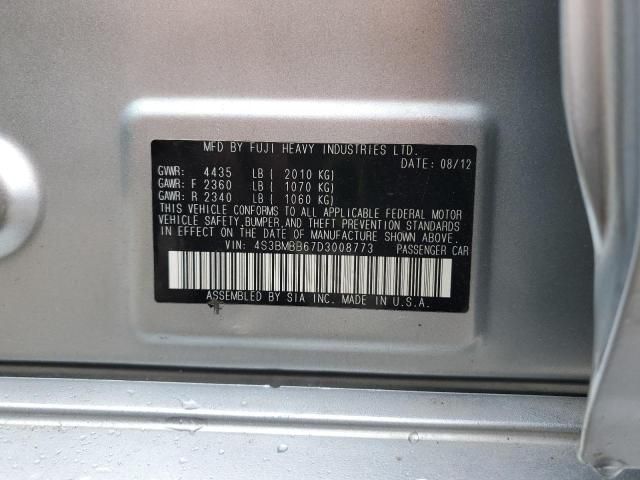 MFD BY FUJI HEAVY INDUSTRIES LTD.
DATE: 08/12
GVWR: 4435 LB ( 2010 KG)
GAWR: F 2360 LB ( 1070 KG)
GAWR: R 2340 LB ( 1060 KG)
THIS VEHICLE CONFORMS TO ALL APPLICABLE FEDERAL MOTOR
VEHICLE SAFETY, BUMPER, AND THEFT PREVENTION STANDARDS
IN EFFECT ON THE DATE OF MANUFACTURE SHOWN ABOVE.
VIN: 4S3BMBB67D3008773 PASSENGER CAR
ASSEMBLED BY SIA INC. MADE IN U.S.A.